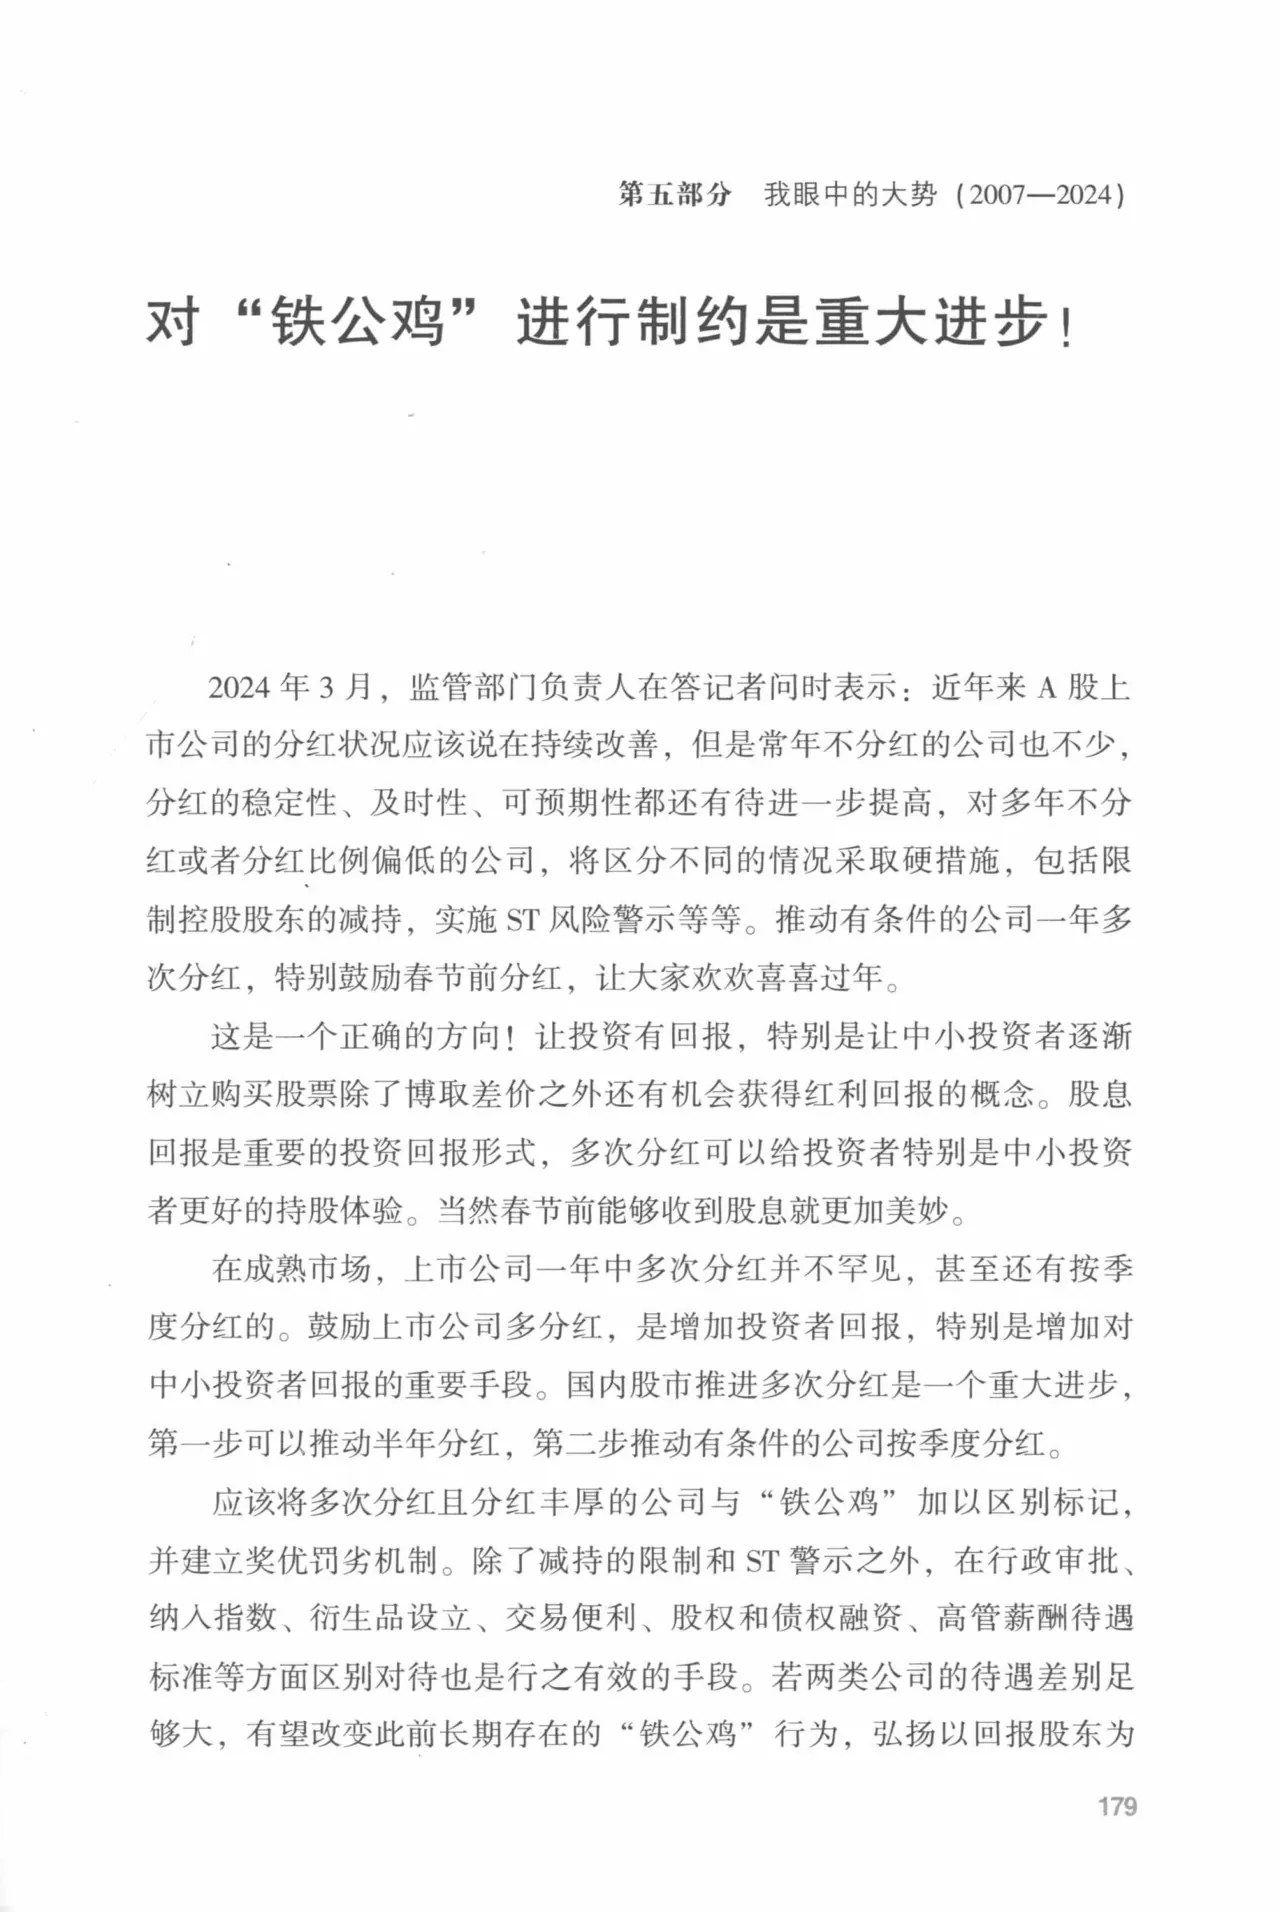 第五部分 我眼中的大势（2007—2024）
对“铁公鸡”进行制约是重大进步！
2024年3月，监管部门负责人在答记者问时表示：近年来A股上
市公司的分红状况应该说在持续改善，但是常年不分红的公司也不少，
分红的稳定性、及时性、可预期性都还有待进一步提高，对多年不分
红或者分红比例偏低的公司，将区分不同的情况采取硬措施，包括限
制控股股东的减持，实施ST风险警示等等。推动有条件的公司一年多
次分红，特别鼓励春节前分红，让大家欢欢喜喜过年。
这是一个正确的方向！让投资有回报，特别是让中小投资者逐渐
树立购买股票除了博取差价之外还有机会获得红利回报的概念。股息
回报是重要的投资回报形式，多次分红可以给投资者特别是中小投资
者更好的持股体验。当然春节前能够收到股息就更加美妙。
在成熟市场，上市公司一年中多次分红并不罕见，甚至还有按季
度分红的。鼓励上市公司多分红，是增加投资者回报，特别是增加对
中小投资者回报的重要手段。国内股市推进多次分红是一个重大进步，
第一步可以推动半年分红，第二步推动有条件的公司按季度分红。
应该将多次分红且分红丰厚的公司与“铁公鸡”加以区别标记，
并建立奖优罚劣机制。除了减持的限制和ST警示之外，在行政审批、
纳入指数、衍生品设立、交易便利、股权和债权融资、高管薪酬待遇
标准等方面区别对待也是行之有效的手段。若两类公司的待遇差别足
够大，有望改变此前长期存在的“铁公鸡”行为，弘扬以回报股东为
179